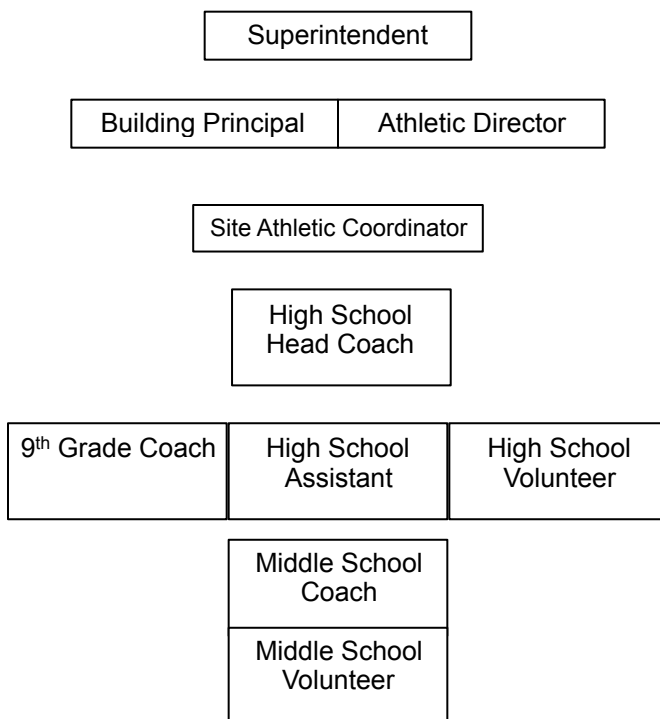 Superintendent
Building Principal
Athletic Director
Site Athletic Coordinator
High School
Head Coach
9th Grade Coach
High School
Assistant
High School
Volunteer
Middle School
Coach
Middle School
Volunteer